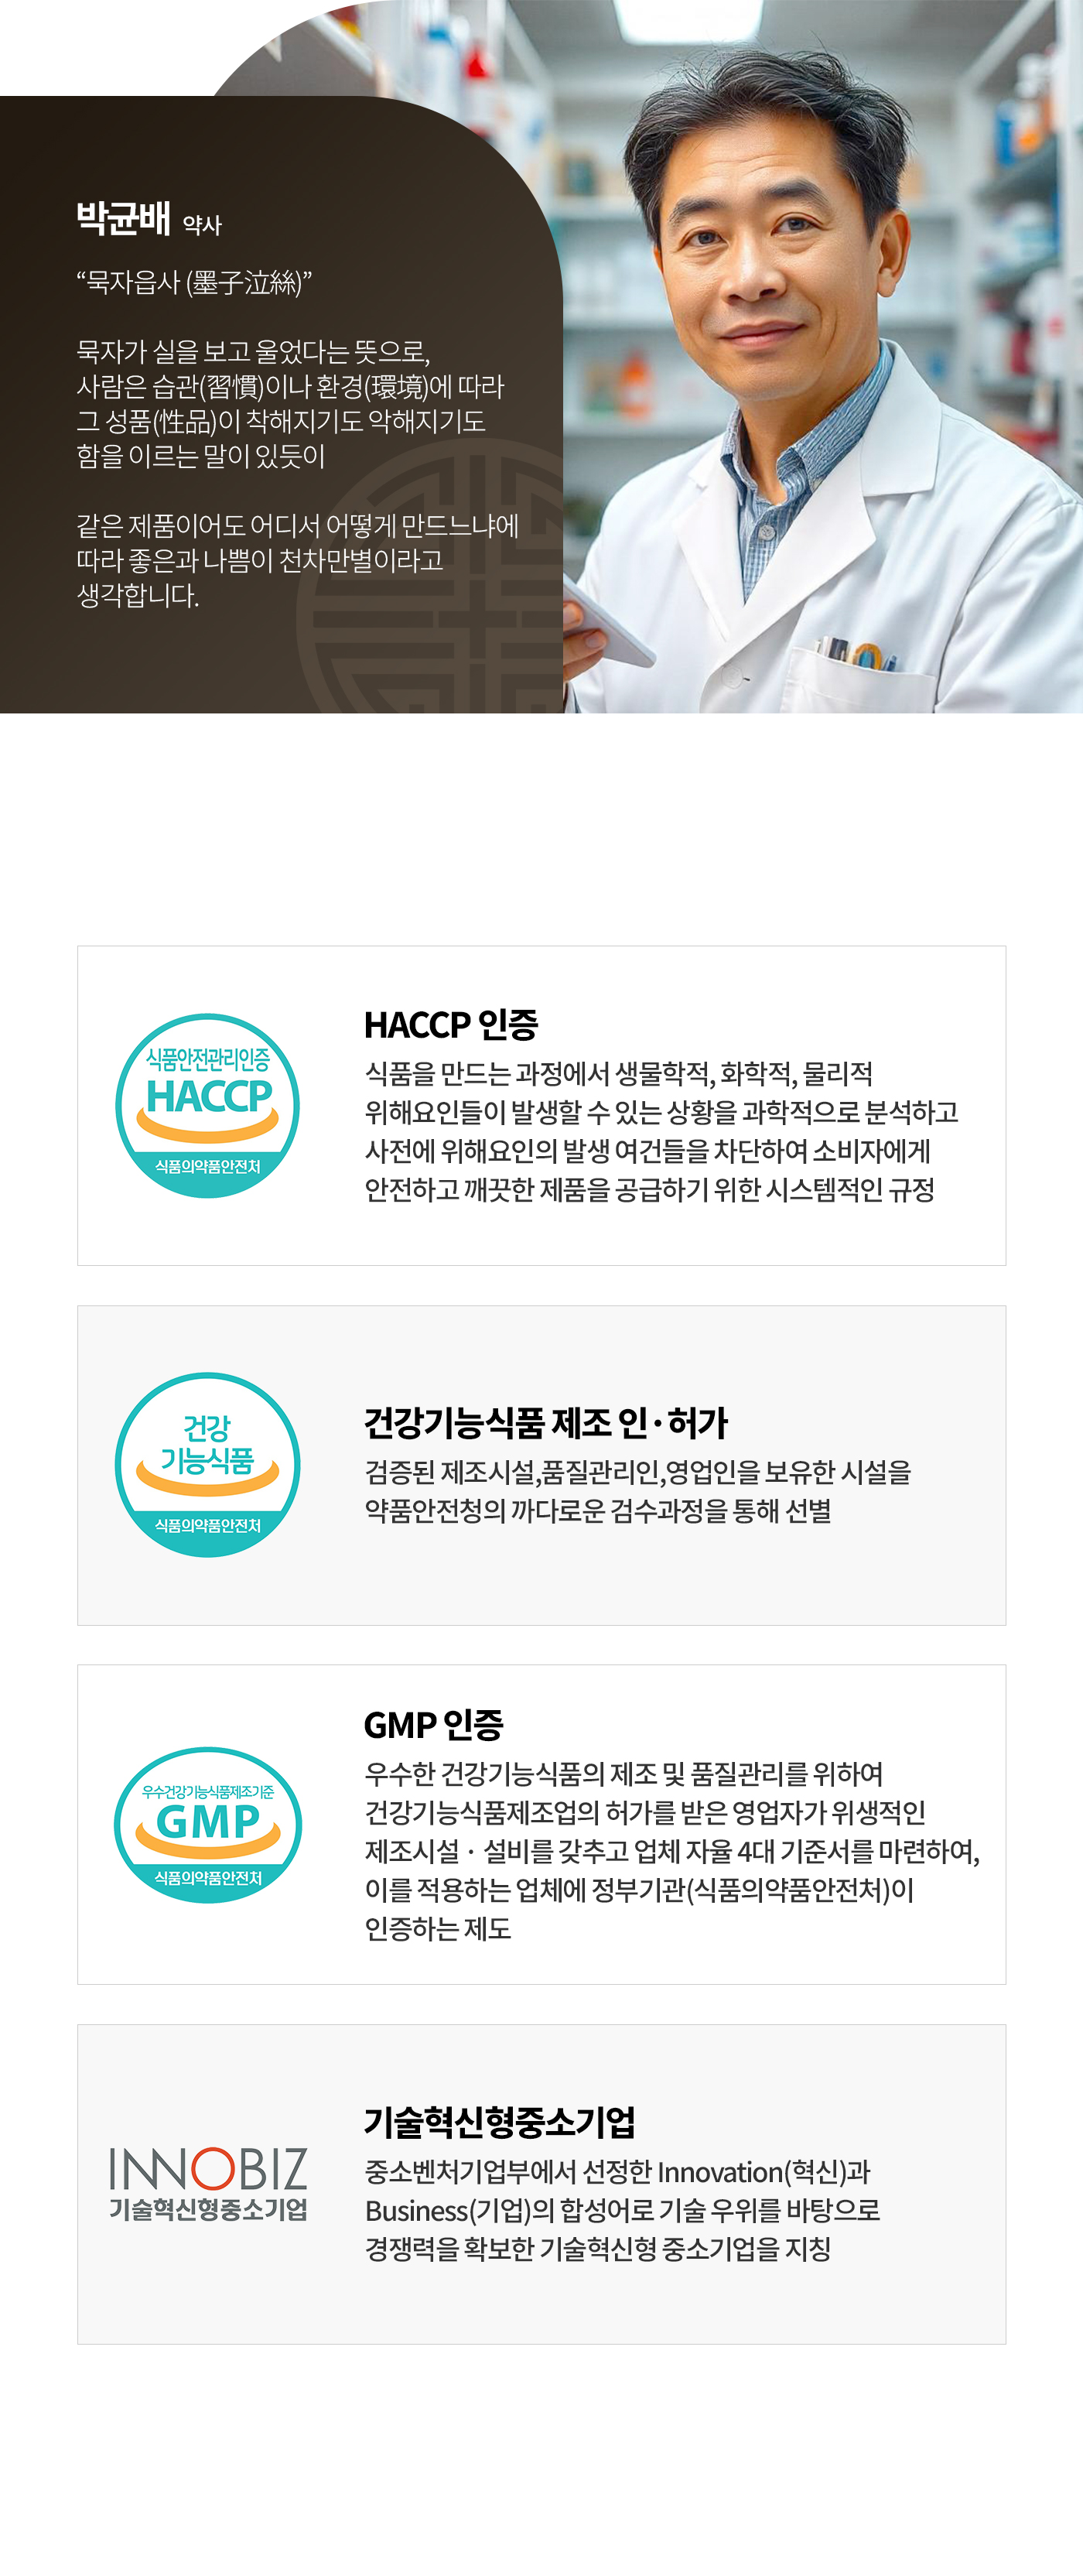 박균배 약사
“묵자읍사 (墨子泣絲)”
묵자가 실을 보고 울었다는 뜻으로,
사람은 습관(習慣)이나 환경(環境)에 따라
그 성품(性品)이 착해지기도 악해지기도
함을 이르는 말이 있듯이
같은 제품이어도 어디서 어떻게 만드느냐에
따라 좋은과 나쁨이 천차만별이라고
생각합니다.
식품안전관리인증
HACCP
식품의약품안전처
HACCP 인증
식품을 만드는 과정에서 생물학적, 화학적, 물리적
위해요인들이 발생할 수 있는 상황을 과학적으로 분석하고
사전에 위해요인의 발생 여건들을 차단하여 소비자에게
안전하고 깨끗한 제품을 공급하기 위한 시스템적인 규정
건강
기능식품
식품의약품안전처
건강기능식품 제조 인·허가
검증된 제조시설,품질관리인,영업인을 보유한 시설을
약품안전청의 까다로운 검수과정을 통해 선별
우수건강기능식품제조기준
GMP
식품의약품안전처
GMP 인증
우수한 건강기능식품의 제조 및 품질관리를 위하여
건강기능식품제조업의 허가를 받은 영업자가 위생적인
제조시설 · 설비를 갖추고 업체 자율 4대 기준서를 마련하여,
이를 적용하는 업체에 정부기관(식품의약품안전처)이
인증하는 제도
INNOBIZ
기술혁신형중소기업
기술혁신형중소기업
중소벤처기업부에서 선정한 Innovation(혁신)과
Business(기업)의 합성어로 기술 우위를 바탕으로
경쟁력을 확보한 기술혁신형 중소기업을 지칭